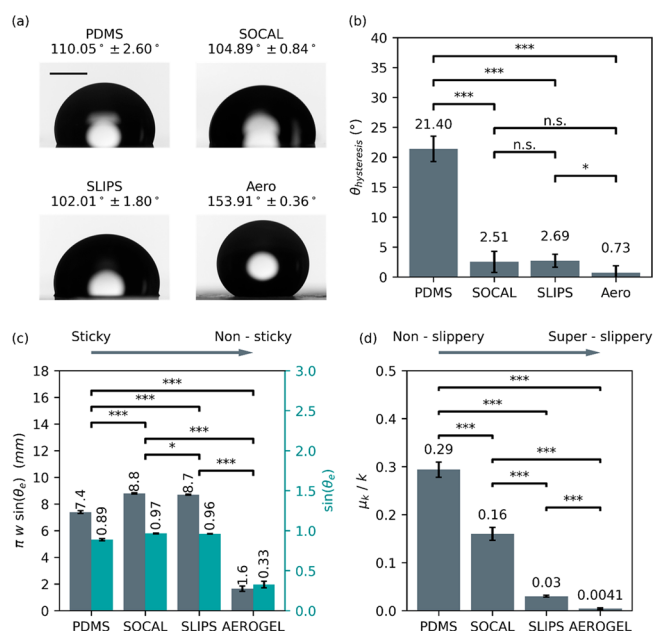 (a)
PDMS
110.05° ± 2.60°
SOCAL
104.89° ± 0.84°
SLIPS
102.01° ± 1.80°
Aero
153.91° ± 0.36°
(b)
θhysteresis (°)
40
35
30
25
20
15
10
5
0
***
***
***
n.s.
n.s.
*
21.40
2.51
2.69
0.73
PDMS
SOCAL
SLIPS
Aero
(c)
Sticky
Non - sticky
π w sin(θe) (mm)
18
16
14
12
10
8
6
4
2
0
***
***
***
***
*
***
7.4
0.89
8.8
0.97
8.7
0.96
1.6
0.33
3.0
2.5
2.0
1.5
1.0
0.5
0.0
sin(θe)
PDMS
SOCAL
SLIPS
AEROGEL
(d)
Non - slippery
Super - slippery
μk / k
0.5
0.4
0.3
0.2
0.1
0.0
***
***
***
***
***
***
0.29
0.16
0.03
0.0041
PDMS
SOCAL
SLIPS
AEROGEL